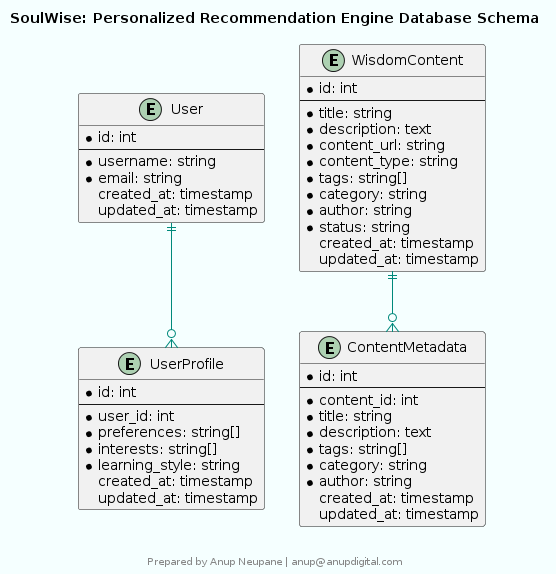 SoulWise: Personalized Recommendation Engine Database Schema
E User
id: int
username: string
email: string
created_at: timestamp
updated_at: timestamp
E WisdomContent
id: int
title: string
description: text
content_url: string
content_type: string
tags: string[]
category: string
author: string
status: string
created_at: timestamp
updated_at: timestamp
E UserProfile
id: int
user_id: int
preferences: string[]
interests: string[]
learning_style: string
created_at: timestamp
updated_at: timestamp
E ContentMetadata
id: int
content_id: int
title: string
description: text
tags: string[]
category: string
author: string
created_at: timestamp
updated_at: timestamp
Prepared by Anup Neupane | anup@anupdigital.com